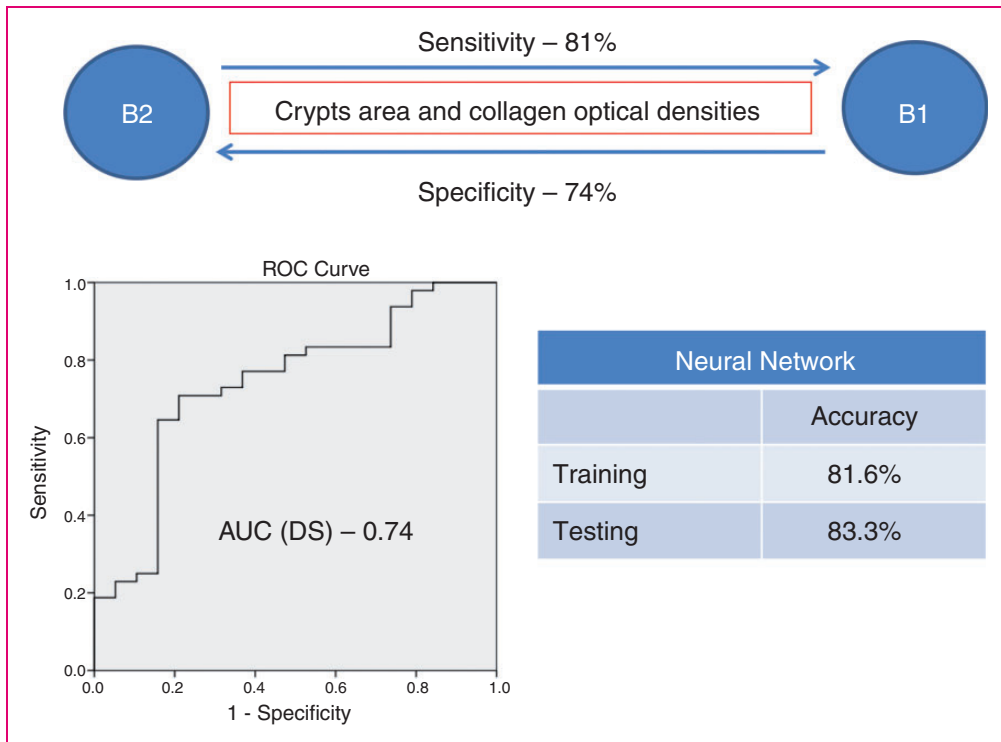 Sensitivity – 81%
B2
Crypts area and collagen optical densities
B1
Specificity – 74%
ROC Curve
1.0
0.8
0.6
0.4
0.2
0.0
Sensitivity
AUC (DS) – 0.74
0.0 0.2 0.4 0.6 0.8 1.0
1 - Specificity
Neural Network
Accuracy
Training 81.6%
Testing 83.3%